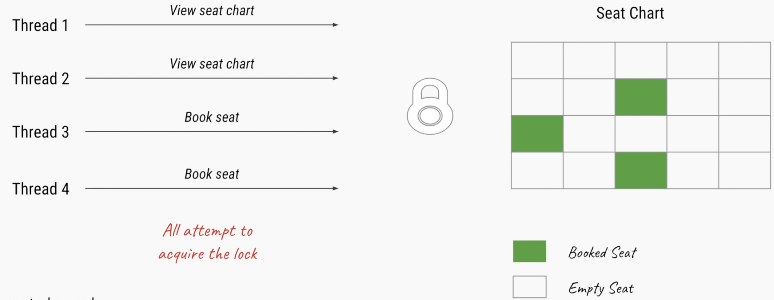 View seat chart
Thread 1
View seat chart
Thread 2
Book seat
Thread 3
Book seat
Thread 4
All attempt to
acquire the lock
Seat Chart
Booked Seat
Empty Seat